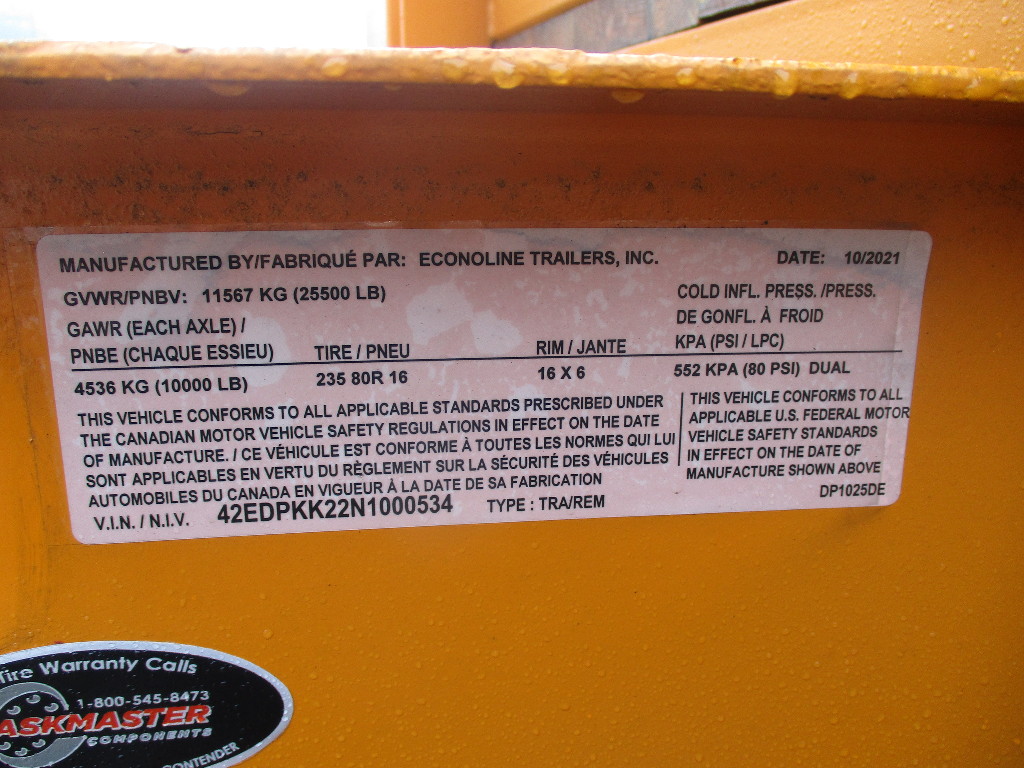 MANUFACTURED BY/FABRIQUÉ PAR: ECONOLINE TRAILERS, INC. DATE: 10/2021
GVWR/PNBV: 11567 KG (25500 LB)
COLD INFL. PRESS. /PRESS.
DE GONFL. À FROID
KPA (PSI / LPC)
GAWR (EACH AXLE) /
PNBE (CHAQUE ESSIEU) TIRE / PNEU RIM / JANTE
4536 KG (10000 LB) 235 80R 16 16 X 6 552 KPA (80 PSI) DUAL
THIS VEHICLE CONFORMS TO ALL APPLICABLE STANDARDS PRESCRIBED UNDER
THE CANADIAN MOTOR VEHICLE SAFETY REGULATIONS IN EFFECT ON THE DATE
OF MANUFACTURE. / CE VÉHICULE EST CONFORME À TOUTES LES NORMES QUI LUI
SONT APPLICABLES EN VERTU DU RÈGLEMENT SUR LA SÉCURITÉ DES VÉHICULES
AUTOMOBILES DU CANADA EN VIGUEUR À LA DATE DE SA FABRICATION
THIS VEHICLE CONFORMS TO ALL
APPLICABLE U.S. FEDERAL MOTOR
VEHICLE SAFETY STANDARDS
IN EFFECT ON THE DATE OF
MANUFACTURE SHOWN ABOVE
V.I.N. / N.I.V. 42EDPKK22N1000534 TYPE : TRA/REM
DP1025DE
Tire Warranty Calls
1-800-545-8473
ASKMASTER
COMPONENTS
CONTENDER